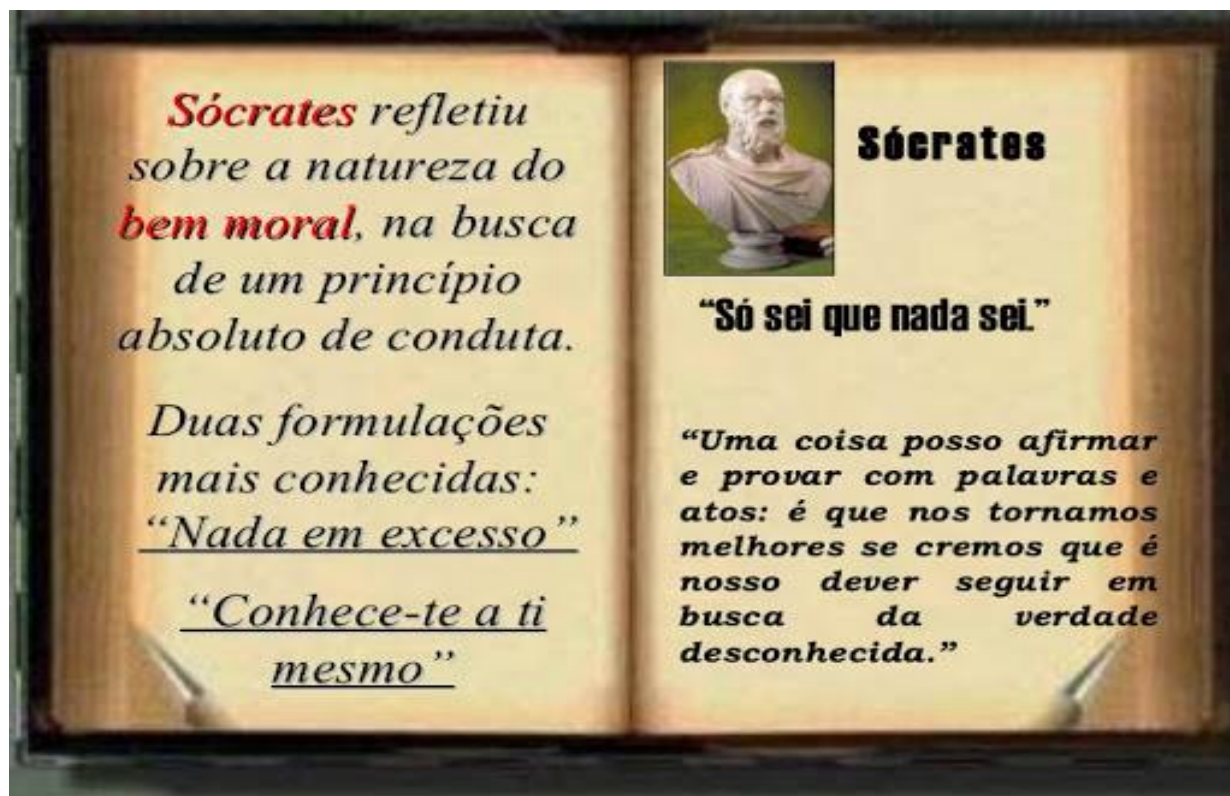 Sócrates refletiu
sobre a natureza do
bem moral, na busca
de um princípio
absoluto de conduta.
Duas formulações
mais conhecidas:
“Nada em excesso”
“Conhece-te a ti
mesmo”
Sócrates
“Só sei que nada sei.”
“Uma coisa posso afirmar
e provar com palavras e
atos: é que nos tornamos
melhores se cremos que é
nosso dever seguir em
busca da verdade
desconhecida.”